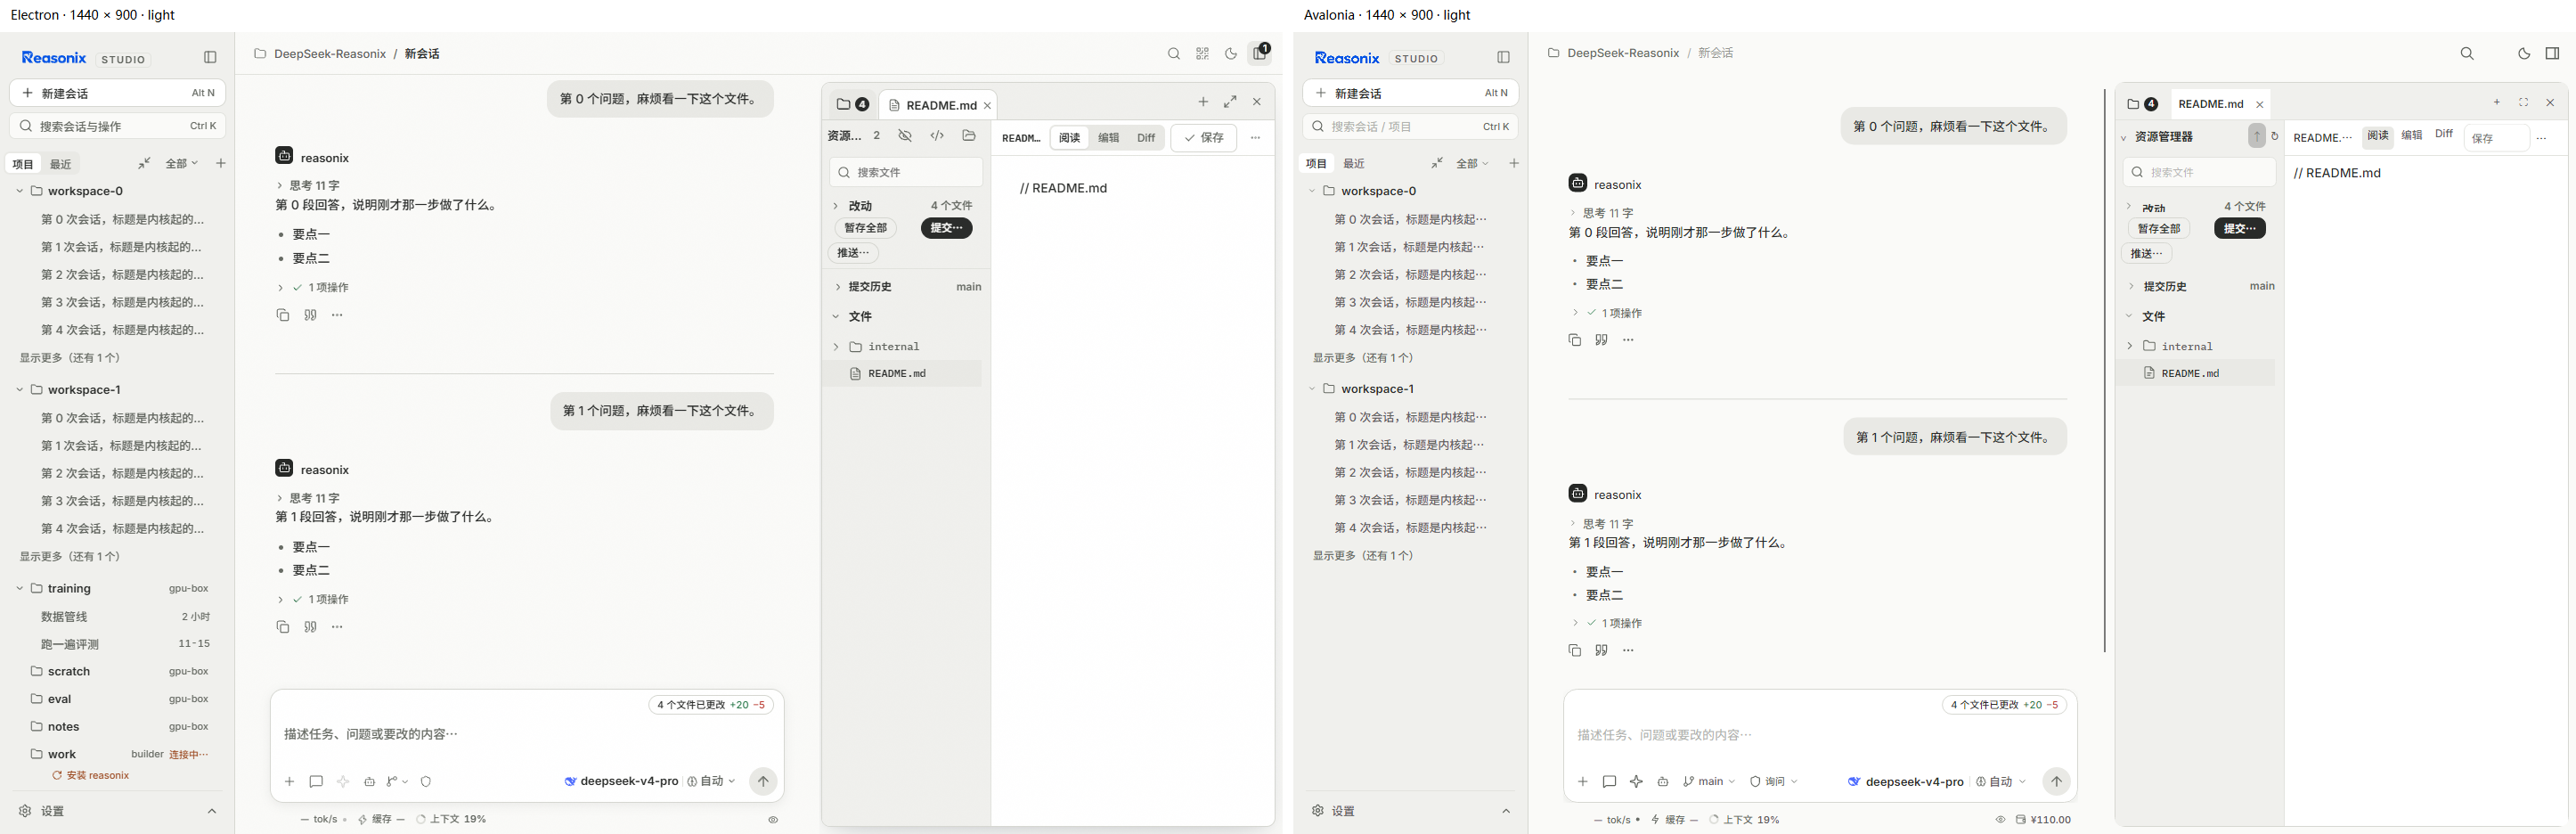 Electron · 1440 × 900 · light
Reasonix STUDIO
新建会话 Alt N
搜索会话与操作 Ctrl K
项目 最近 全部
workspace-0
第 0 次会话，标题是内核起的...
第 1 次会话，标题是内核起的...
第 2 次会话，标题是内核起的...
第 3 次会话，标题是内核起的...
第 4 次会话，标题是内核起的...
显示更多（还有 1 个）
workspace-1
第 0 次会话，标题是内核起的...
第 1 次会话，标题是内核起的...
第 2 次会话，标题是内核起的...
第 3 次会话，标题是内核起的...
第 4 次会话，标题是内核起的...
显示更多（还有 1 个）
training gpu-box
数据管线 2 小时
跑一遍评测 11-15
scratch gpu-box
eval gpu-box
notes gpu-box
work builder 连接中···
安装 reasonix
设置
DeepSeek-Reasonix / 新会话
1
第 0 个问题，麻烦看一下这个文件。
reasonix
思考 11 字
第 0 段回答，说明刚才那一步做了什么。
• 要点一
• 要点二
1 项操作
第 1 个问题，麻烦看一下这个文件。
reasonix
思考 11 字
第 1 段回答，说明刚才那一步做了什么。
• 要点一
• 要点二
1 项操作
4 个文件已更改 +20 −5
描述任务、问题或要改的内容···
deepseek-v4-pro 自动
— tok/s 缓存 — 上下文 19%
4 README.md
资源... 2
搜索文件
改动 4 个文件
暂存全部 提交···
推送···
提交历史 main
文件
internal
README.md
READM... 阅读 编辑 Diff 保存
// README.md
Avalonia · 1440 × 900 · light
Reasonix STUDIO
新建会话 Alt N
搜索会话 / 项目 Ctrl K
项目 最近 全部
workspace-0
第 0 次会话，标题是内核起···
第 1 次会话，标题是内核起···
第 2 次会话，标题是内核起···
第 3 次会话，标题是内核起···
第 4 次会话，标题是内核起···
显示更多（还有 1 个）
workspace-1
第 0 次会话，标题是内核起···
第 1 次会话，标题是内核起···
第 2 次会话，标题是内核起···
第 3 次会话，标题是内核起···
第 4 次会话，标题是内核起···
显示更多（还有 1 个）
设置
DeepSeek-Reasonix / 新会话
第 0 个问题，麻烦看一下这个文件。
reasonix
思考 11 字
第 0 段回答，说明刚才那一步做了什么。
• 要点一
• 要点二
1 项操作
第 1 个问题，麻烦看一下这个文件。
reasonix
思考 11 字
第 1 段回答，说明刚才那一步做了什么。
• 要点一
• 要点二
1 项操作
4 个文件已更改 +20 −5
描述任务、问题或要改的内容···
main 询问 deepseek-v4-pro 自动
— tok/s 缓存 — 上下文 19% ¥110.00
4 README.md
资源管理器
搜索文件
改动 4 个文件
暂存全部 提交···
推送···
提交历史 main
文件
internal
README.md
README.··· 阅读 编辑 Diff 保存
// README.md